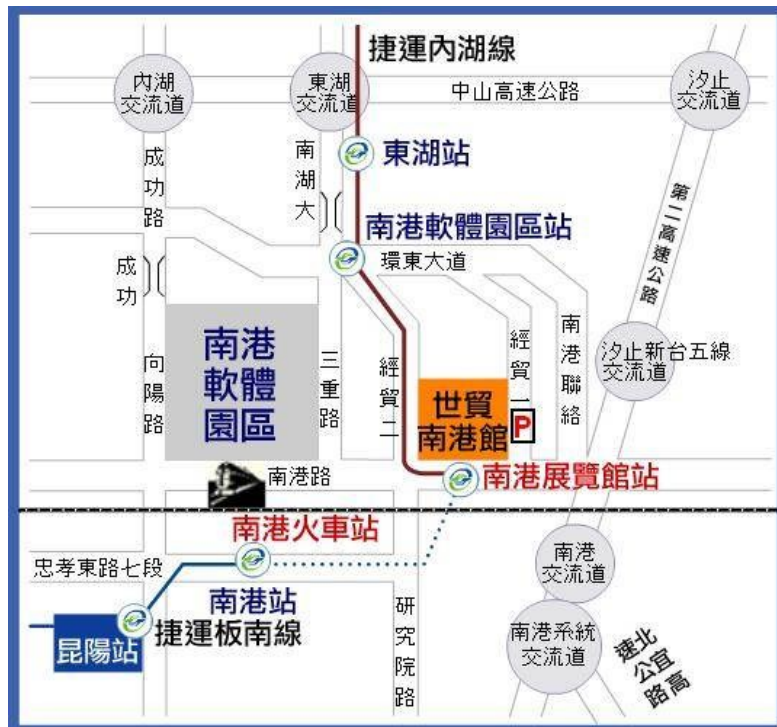 捷運內湖線
內湖
交流道
東湖
交流道
中山高速公路
汐止
交流道
成功路
南湖大
東湖站
第二高速公路
南港軟體園區站
環東大道
成功
南港
軟體
園區
向陽路
三重路
經貿二
世貿
南港館
經貿一
P
南港聯絡
汐止新台五線
交流道
南港路
南港展覽館站
南港火車站
忠孝東路七段
南港站
捷運板南線
昆陽站
研究院路
南港
交流道
南港系統
交流道
北宜高
速公路